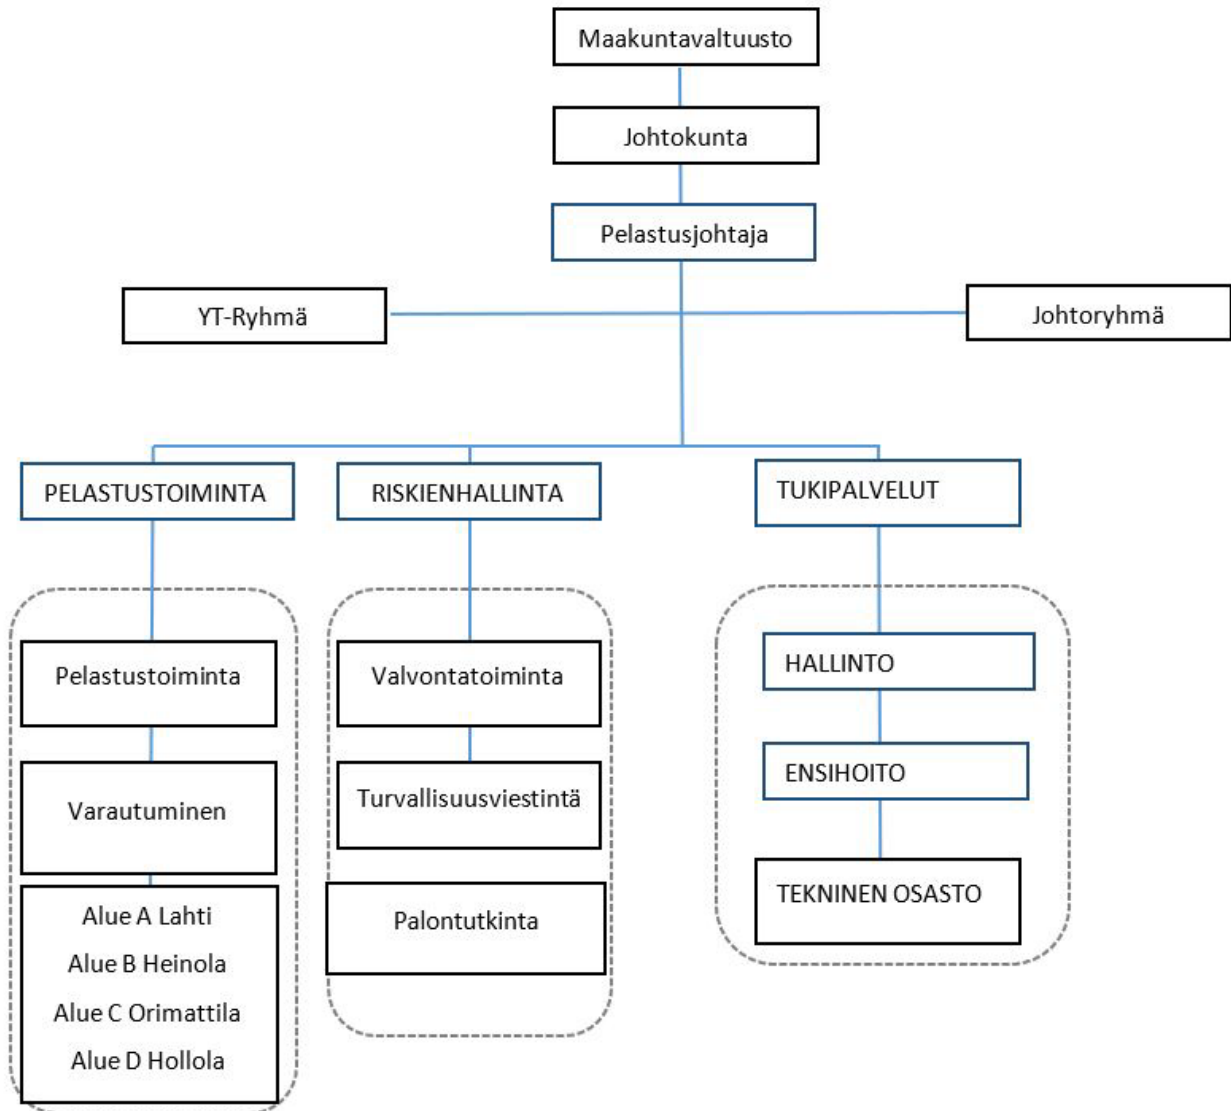 Maakuntavaltuusto
Johtokunta
Pelastusjohtaja
YT-Ryhmä
Johtoryhmä
PELASTUSTOIMINTA
RISKIENHALLINTA
TUKIPALVELUT
Pelastustoiminta
Varautuminen
Alue A Lahti
Alue B Heinola
Alue C Orimattila
Alue D Hollola
Valvontatoiminta
Turvallisuusviestintä
Palontutkinta
HALLINTO
ENSIHOITO
TEKNINEN OSASTO